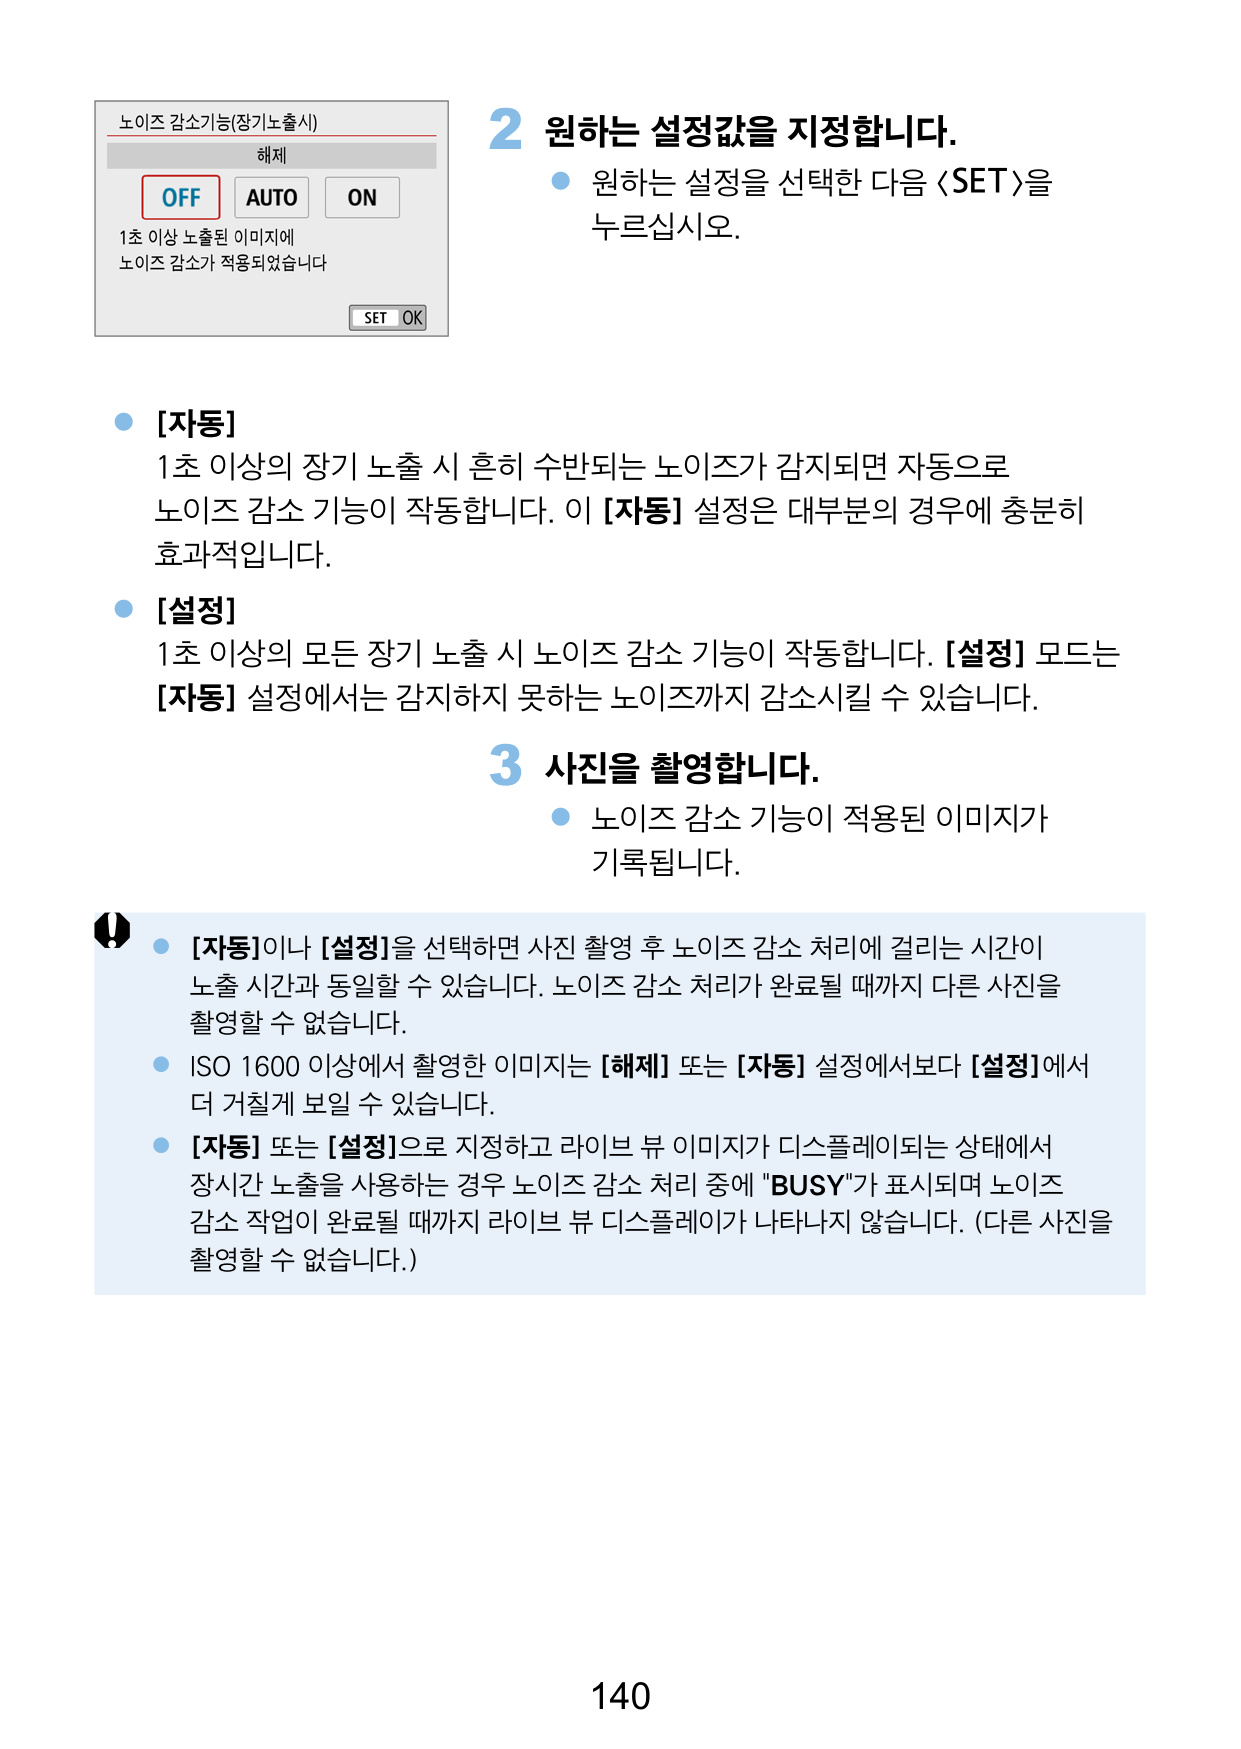 노이즈 감소기능(장기노출시)
해제
OFF AUTO ON
1초 이상 노출된 이미지에
노이즈 감소가 적용되었습니다
SET OK
2 원하는 설정값을 지정합니다.
● 원하는 설정을 선택한 다음 <SET>을
누르십시오.
● [자동]
1초 이상의 장기 노출 시 흔히 수반되는 노이즈가 감지되면 자동으로
노이즈 감소 기능이 작동합니다. 이 [자동] 설정은 대부분의 경우에 충분히
효과적입니다.
● [설정]
1초 이상의 모든 장기 노출 시 노이즈 감소 기능이 작동합니다. [설정] 모드는
[자동] 설정에서는 감지하지 못하는 노이즈까지 감소시킬 수 있습니다.
3 사진을 촬영합니다.
● 노이즈 감소 기능이 적용된 이미지가
기록됩니다.
● [자동]이나 [설정]을 선택하면 사진 촬영 후 노이즈 감소 처리에 걸리는 시간이
노출 시간과 동일할 수 있습니다. 노이즈 감소 처리가 완료될 때까지 다른 사진을
촬영할 수 없습니다.
● ISO 1600 이상에서 촬영한 이미지는 [해제] 또는 [자동] 설정에서보다 [설정]에서
더 거칠게 보일 수 있습니다.
● [자동] 또는 [설정]으로 지정하고 라이브 뷰 이미지가 디스플레이되는 상태에서
장시간 노출을 사용하는 경우 노이즈 감소 처리 중에 "BUSY"가 표시되며 노이즈
감소 작업이 완료될 때까지 라이브 뷰 디스플레이가 나타나지 않습니다. (다른 사진을
촬영할 수 없습니다.)
140